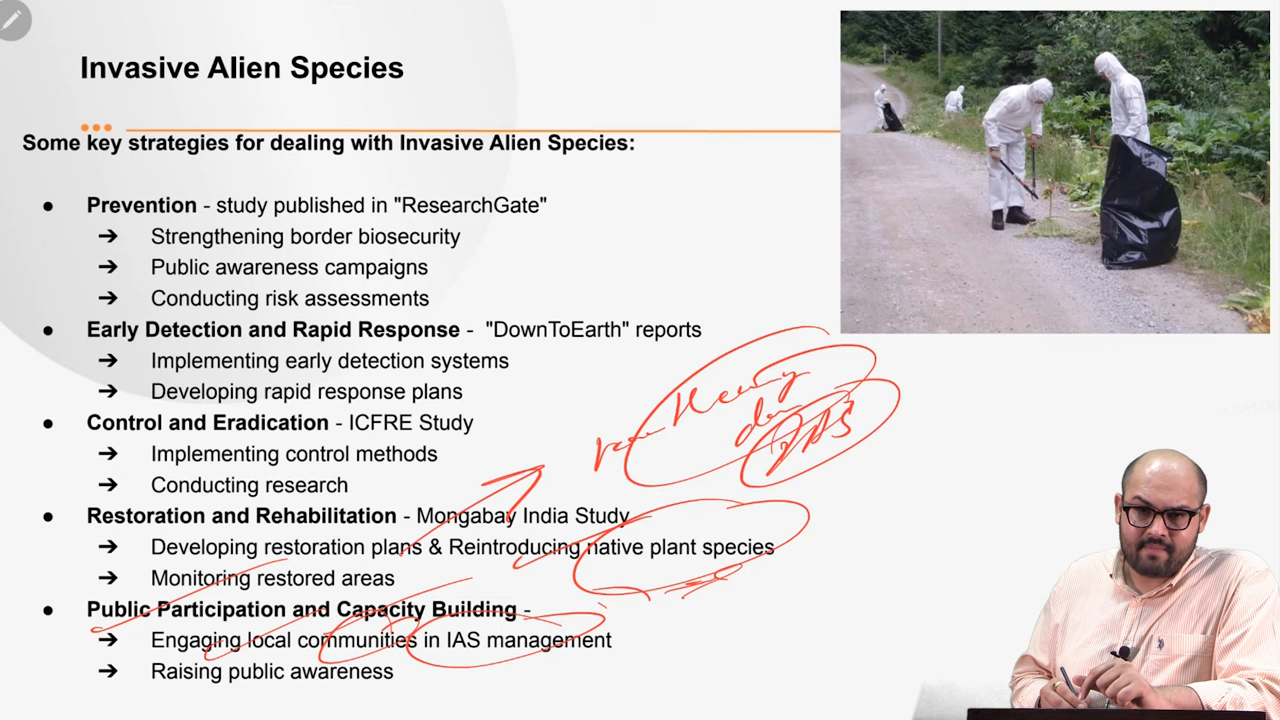 Invasive Alien Species
Some key strategies for dealing with Invasive Alien Species:
● Prevention - study published in "ResearchGate"
➔ Strengthening border biosecurity
➔ Public awareness campaigns
➔ Conducting risk assessments
● Early Detection and Rapid Response - "DownToEarth" reports
➔ Implementing early detection systems
➔ Developing rapid response plans
● Control and Eradication - ICFRE Study
➔ Implementing control methods
➔ Conducting research
● Restoration and Rehabilitation - Mongabay India Study
➔ Developing restoration plans & Reintroducing native plant species
➔ Monitoring restored areas
● Public Participation and Capacity Building -
➔ Engaging local communities in IAS management
➔ Raising public awareness
IAS